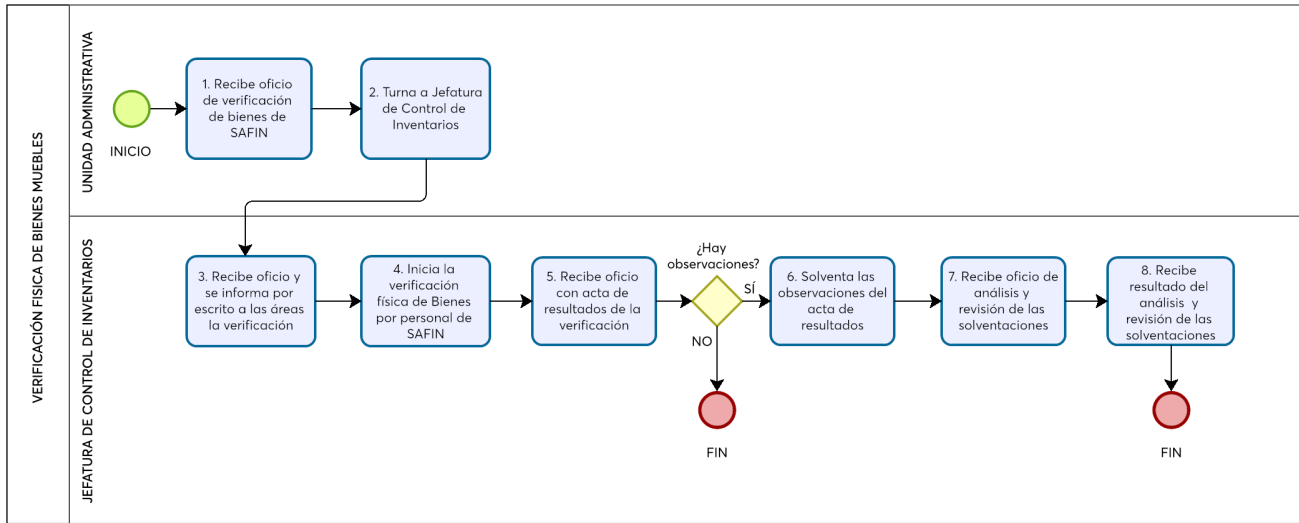 VERIFICACIÓN FISICA DE BIENES MUEBLES
UNIDAD ADMINISTRATIVA
INICIO
1. Recibe oficio
de verificación
de bienes de
SAFIN
2. Turna a Jefatura
de Control de
Inventarios
JEFATURA DE CONTROL DE INVENTARIOS
3. Recibe oficio y
se informa por
escrito a las áreas
la verificación
4. Inicia la
verificación
física de Bienes
por personal de
SAFIN
5. Recibe oficio
con acta de
resultados de la
verificación
¿Hay
observaciones?
SÍ
NO
FIN
6. Solventa las
observaciones del
acta de
resultados
7. Recibe oficio de
análisis y
revisión de las
solventaciones
8. Recibe
resultado del
análisis y
revisión de las
solventaciones
FIN